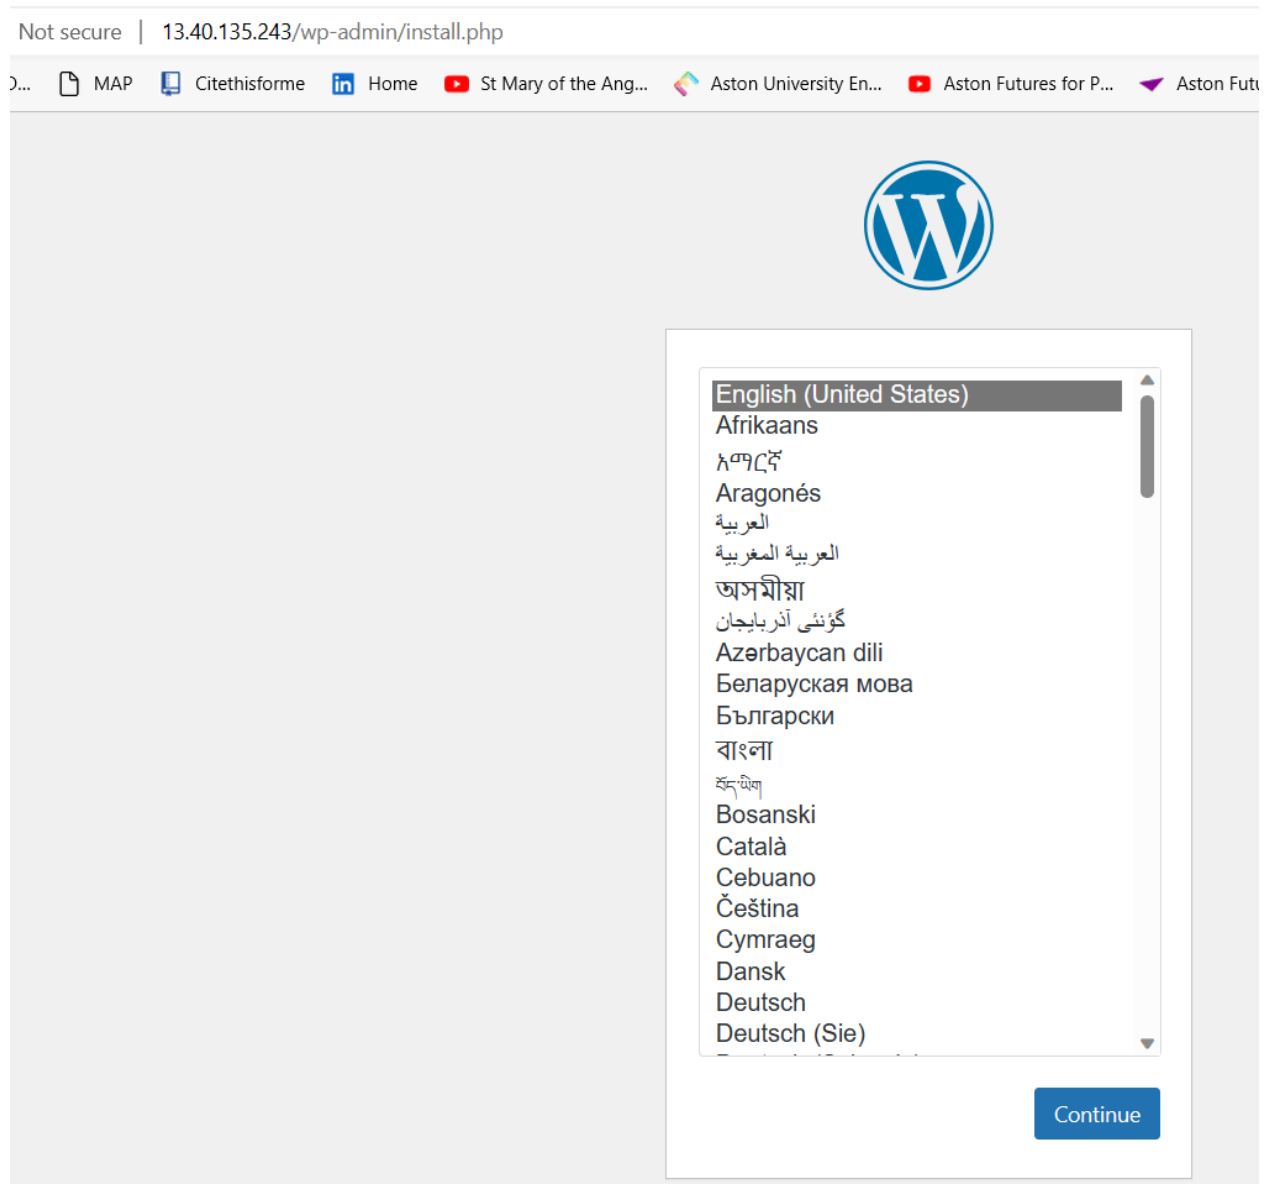 Not secure | 13.40.135.243/wp-admin/install.php
O... MAP Citethisforme Home St Mary of the Ang... Aston University En... Aston Futures for P... Aston Futu
English (United States)
Afrikaans
አማርኛ
Aragonés
العربية
العربية المغربية
অসমীয়া
گؤنئی آذربایجان
Azərbaycan dili
Беларуская мова
Български
বাংলা
བོད་ཡིག
Bosanski
Català
Cebuano
Čeština
Cymraeg
Dansk
Deutsch
Deutsch (Sie)
Continue